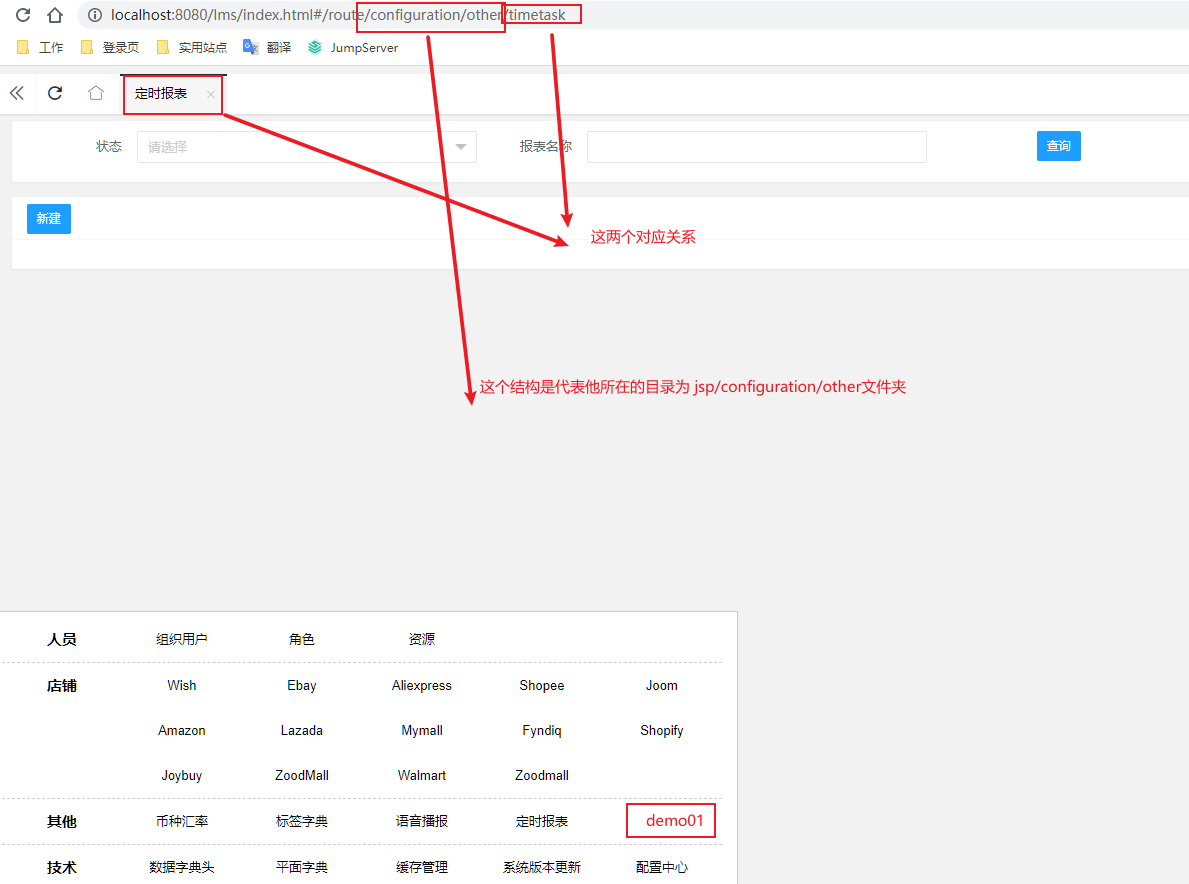 localhost:8080/lms/index.html#/route/configuration/other/timetask
工作 登录页 实用站点 翻译 JumpServer
定时报表 ×
状态 请选择 报表名称 查询
新建
这两个对应关系
这个结构是代表他所在的目录为 jsp/configuration/other文件夹
人员 组织用户 角色 资源
店铺 Wish Ebay Aliexpress Shopee Joom
Amazon Lazada Mymall Fyndiq Shopify
Joybuy ZoodMall Walmart Zoodmall
其他 币种汇率 标签字典 语音播报 定时报表 demo01
技术 数据字典头 平面字典 缓存管理 系统版本更新 配置中心